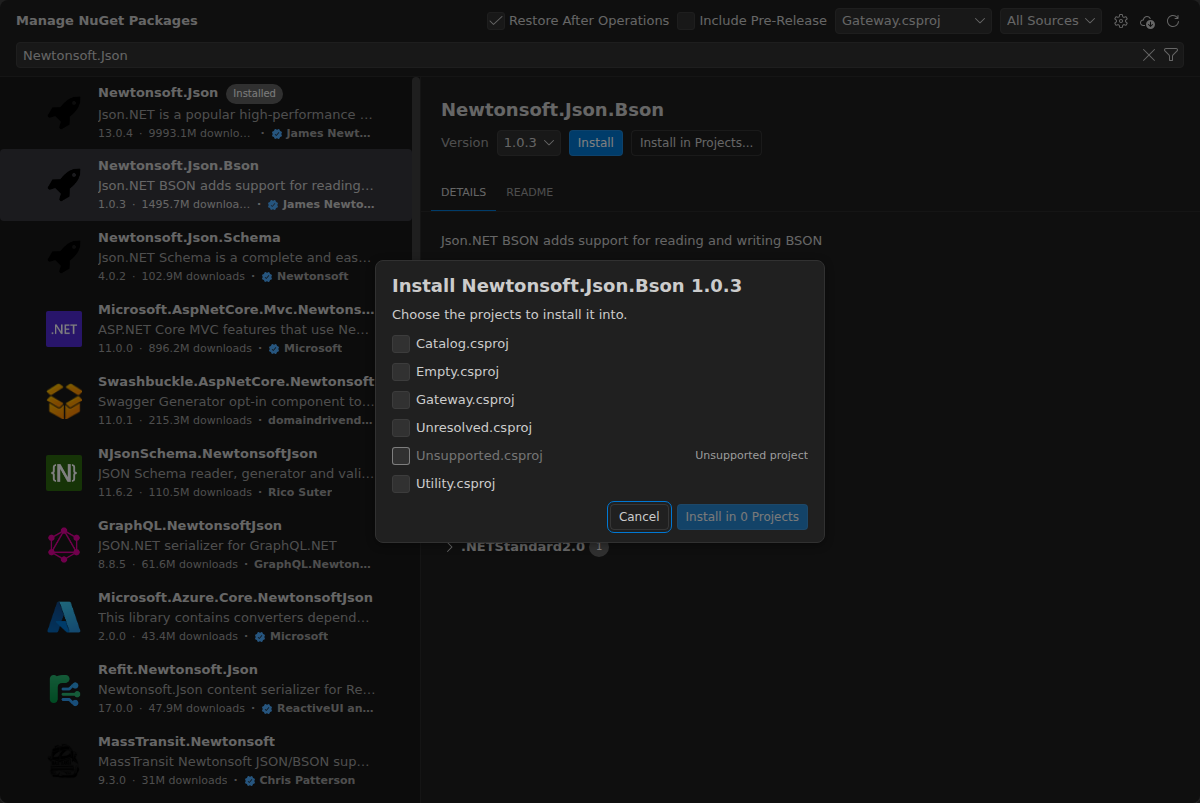 Manage NuGet Packages
Restore After Operations
Include Pre-Release
Gateway.csproj
All Sources
Newtonsoft.Json
Newtonsoft.Json Installed
Json.NET is a popular high-performance ...
13.0.4 · 9993.1M downlo... · James Newt...
Newtonsoft.Json.Bson
Json.NET BSON adds support for reading...
1.0.3 · 1495.7M downloa... · James Newto...
Newtonsoft.Json.Schema
Json.NET Schema is a complete and eas...
4.0.2 · 102.9M downloads · Newtonsoft
.NET
Microsoft.AspNetCore.Mvc.Newtons...
ASP.NET Core MVC features that use Ne...
11.0.0 · 896.2M downloads · Microsoft
Swashbuckle.AspNetCore.Newtonsoft
Swagger Generator opt-in component to...
11.0.1 · 215.3M downloads · domaindrivend...
{N}
NJsonSchema.NewtonsoftJson
JSON Schema reader, generator and vali...
11.6.2 · 110.5M downloads · Rico Suter
GraphQL.NewtonsoftJson
JSON.NET serializer for GraphQL.NET
8.8.5 · 61.6M downloads · GraphQL.Newton...
Microsoft.Azure.Core.NewtonsoftJson
This library contains converters depend...
2.0.0 · 43.4M downloads · Microsoft
Refit.Newtonsoft.Json
Newtonsoft.Json content serializer for Re...
17.0.0 · 47.9M downloads · ReactiveUI an...
MassTransit.Newtonsoft
MassTransit Newtonsoft JSON/BSON sup...
9.3.0 · 31M downloads · Chris Patterson
Newtonsoft.Json.Bson
Version 1.0.3 Install Install in Projects...
DETAILS README
Json.NET BSON adds support for reading and writing BSON
Install Newtonsoft.Json.Bson 1.0.3
Choose the projects to install it into.
Catalog.csproj
Empty.csproj
Gateway.csproj
Unresolved.csproj
Unsupported.csproj Unsupported project
Utility.csproj
Cancel Install in 0 Projects
.NETStandard2.0 1